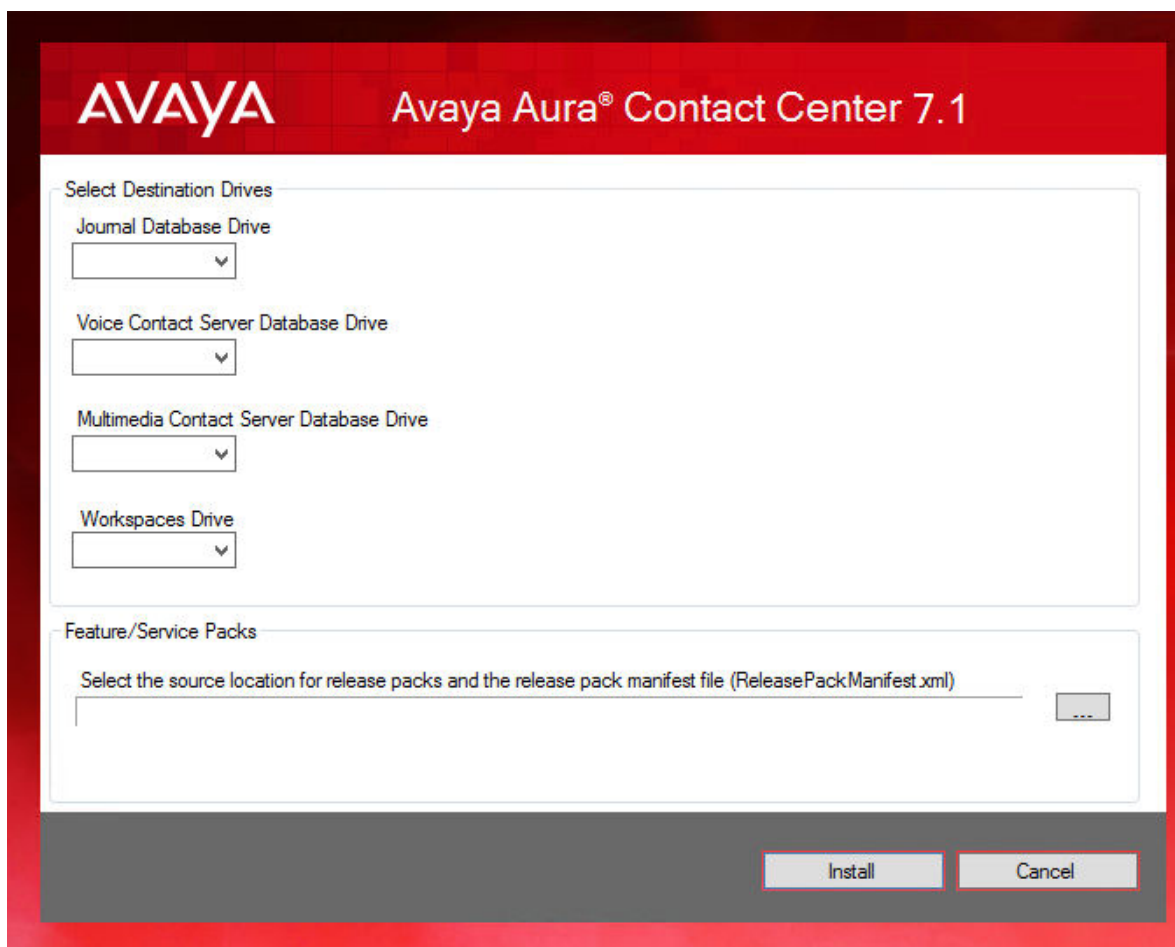 AVAYA
Avaya Aura® Contact Center 7.1
Select Destination Drives
Journal Database Drive
Voice Contact Server Database Drive
Multimedia Contact Server Database Drive
Workspaces Drive
Feature/Service Packs
Select the source location for release packs and the release pack manifest file (ReleasePackManifest.xml)
...
Install
Cancel